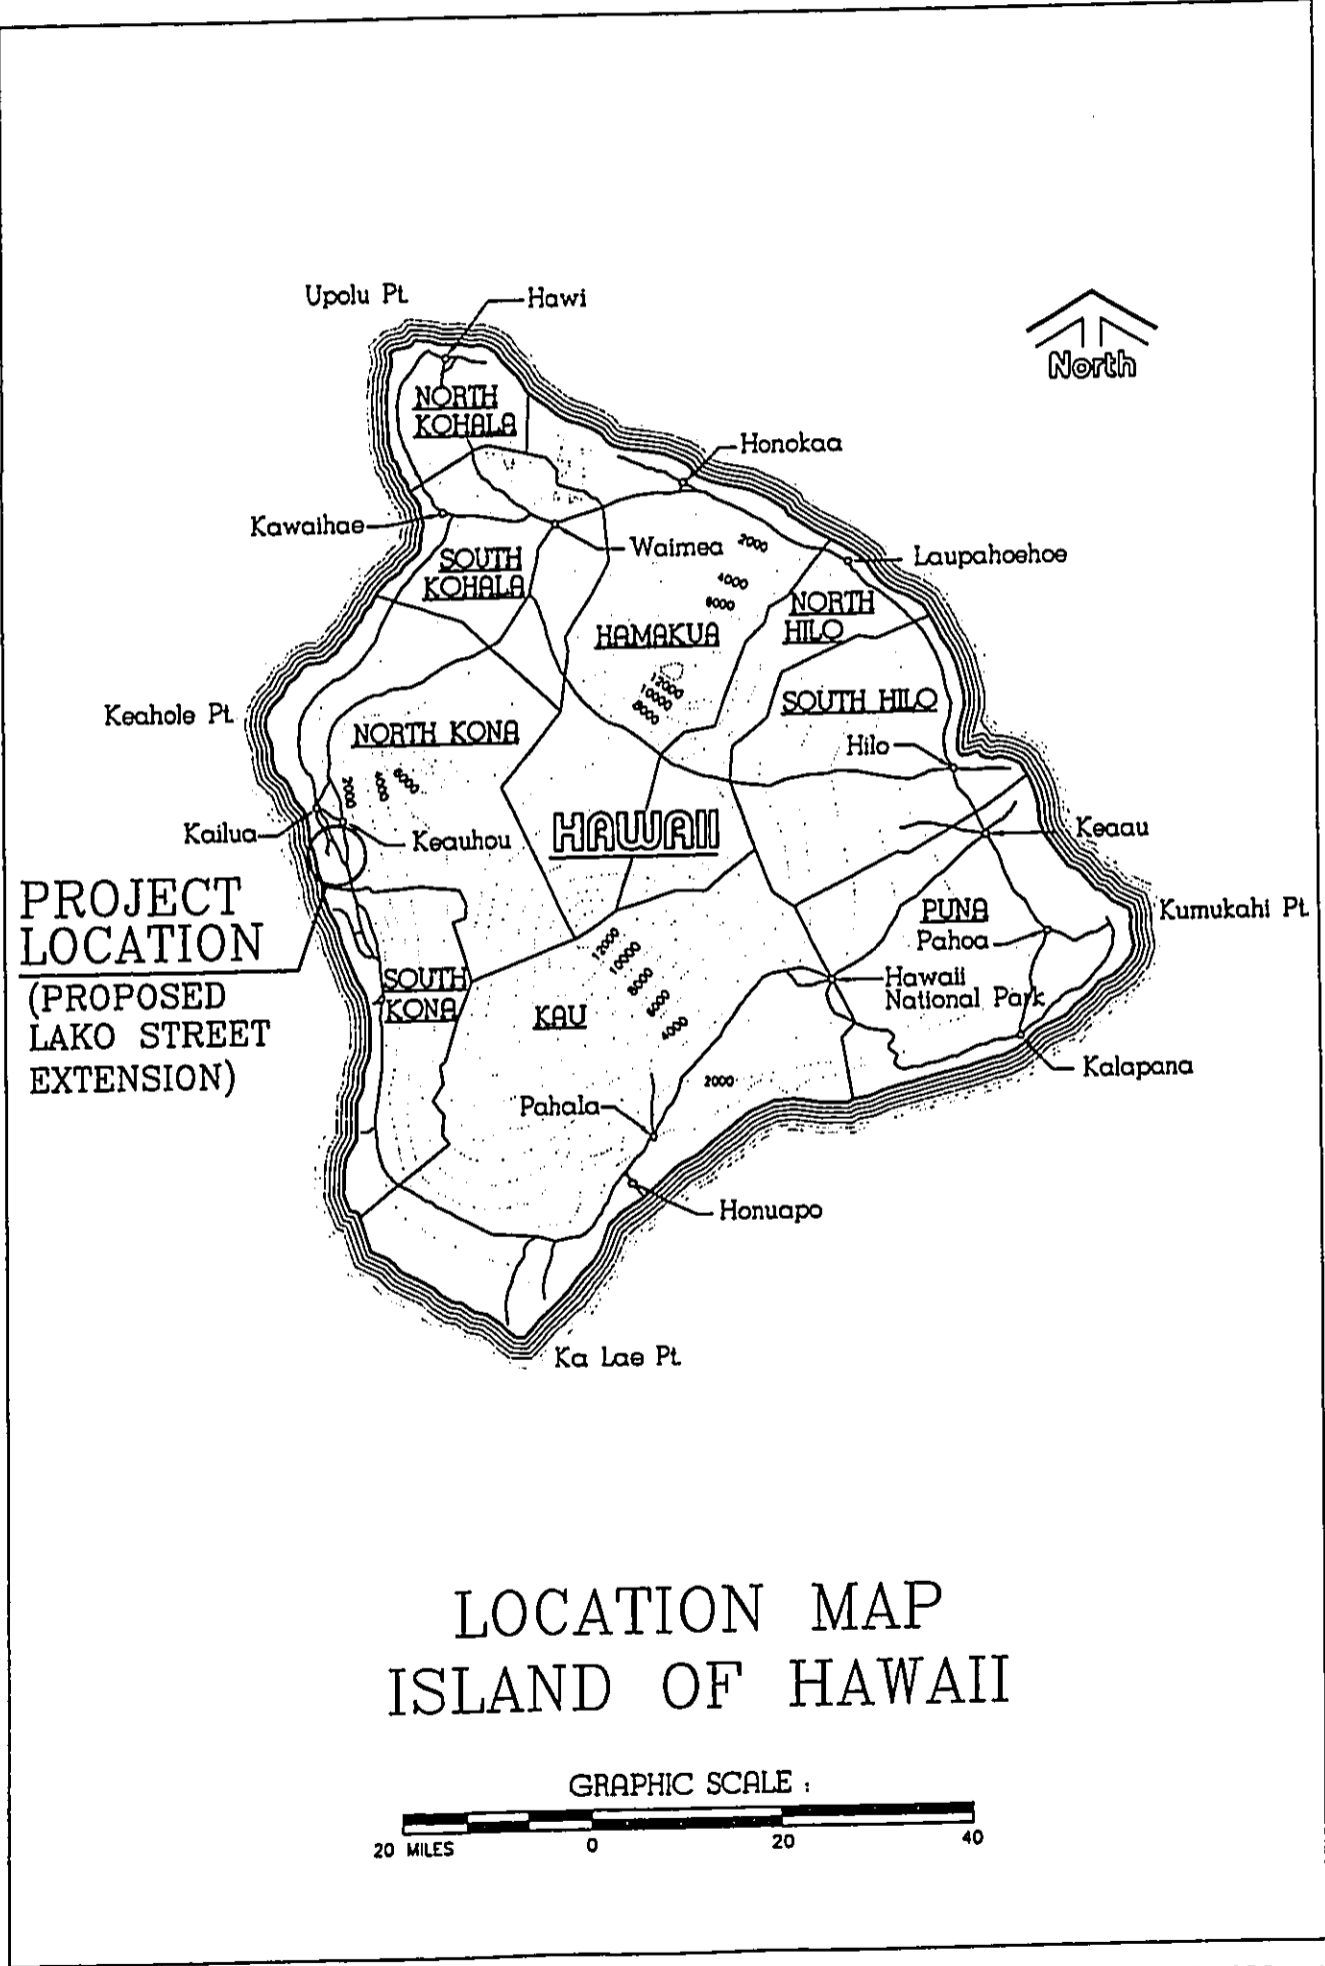 Upolu Pt.
Hawi
North
NORTH
KOHALA
Honokaa
Kawaihae
Waimea
2000
Laupahoehoe
SOUTH
KOHALA
4000
6000
NORTH
HILO
HAMAKUA
12000
10000
8000
SOUTH HILO
Keahole Pt.
NORTH KONA
Hilo
2000
4000
6000
Kailua
Keauhou
HAWAII
Keaau
PROJECT
LOCATION
(PROPOSED
LAKO STREET
EXTENSION)
PUNA
Kumukahi Pt.
Pahoa
12000
10000
8000
6000
4000
2000
SOUTH
KONA
KAU
Hawaii
National Park
Kalapana
Pahala
Honuapo
Ka Lae Pt.
LOCATION MAP
ISLAND OF HAWAII
GRAPHIC SCALE :
20 MILES 0 20 40